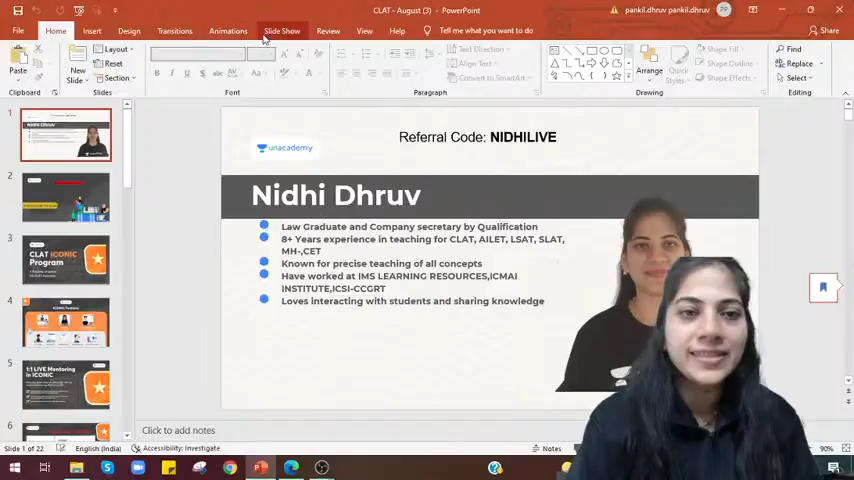 CLAT - August (3) - PowerPoint
pankil.dhruv pankil.dhruv
File Home Insert Design Transitions Animations Slide Show Review View Help Tell me what you want to do Share
Paste
Clipboard
New Slide
Layout
Reset
Section
Slides
Font
Text Direction
Align Text
Convert to SmartArt
Paragraph
Arrange
Quick Styles
Shape Fill
Shape Outline
Shape Effects
Drawing
Find
Replace
Select
Editing
1
2
3
CLAT ICONIC
Program
4
5
1:1 LIVE Mentoring
in ICONIC
6
unacademy
Referral Code: NIDHILIVE
Nidhi Dhruv
Law Graduate and Company secretary by Qualification
8+ Years experience in teaching for CLAT, AILET, LSAT, SLAT,
MH-,CET
Known for precise teaching of all concepts
Have worked at IMS LEARNING RESOURCES,ICMAI
INSTITUTE,ICSI-CCGRT
Loves interacting with students and sharing knowledge
Click to add notes
Slide 1 of 22 English (India) Accessibility: Investigate Notes 90%